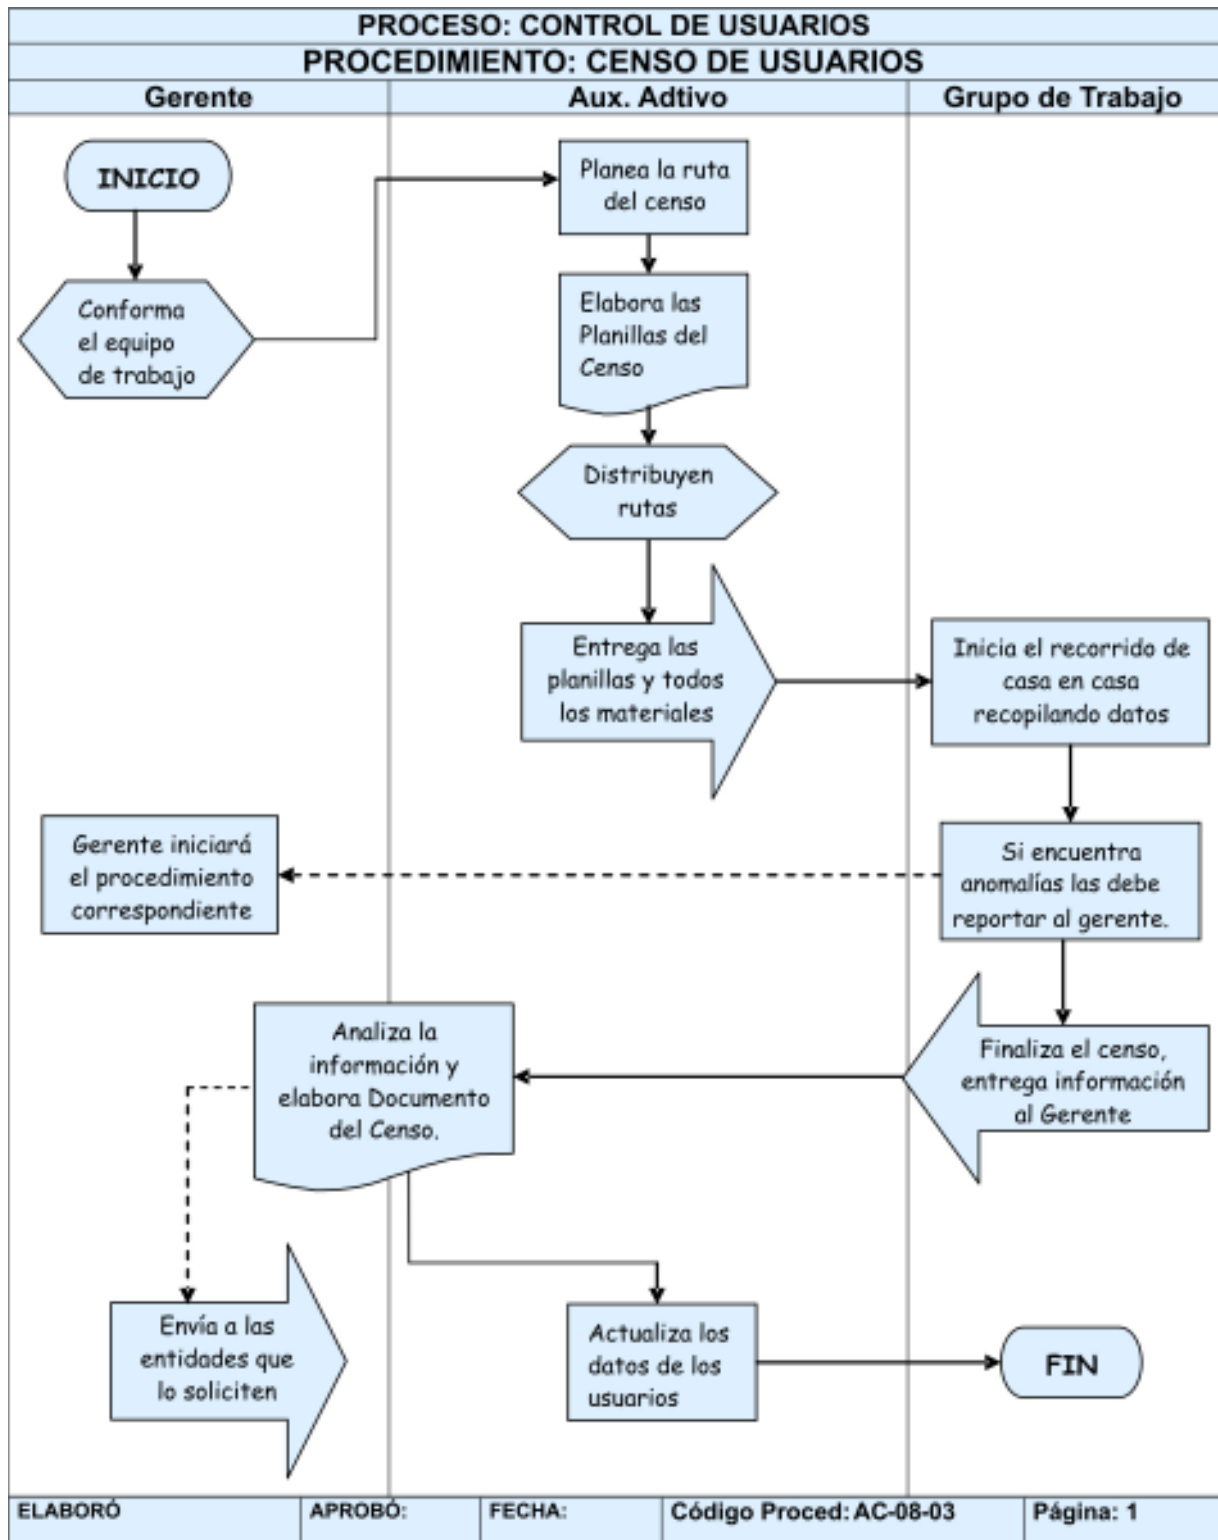 PROCESO: CONTROL DE USUARIOS
PROCEDIMIENTO: CENSO DE USUARIOS
Gerente
Aux. Adtivo
Grupo de Trabajo
INICIO
Planea la ruta
del censo
Conforma
el equipo
de trabajo
Elabora las
Planillas del
Censo
Distribuyen
rutas
Entrega las
planillas y todos
los materiales
Inicia el recorrido de
casa en casa
recopilando datos
Gerente iniciará
el procedimiento
correspondiente
Si encuentra
anomalías las debe
reportar al gerente.
Analiza la
información y
elabora Documento
del Censo.
Finaliza el censo,
entrega información
al Gerente
Envía a las
entidades que
lo soliciten
Actualiza los
datos de los
usuarios
FIN
ELABORÓ
APROBÓ:
FECHA:
Código Proced: AC-08-03
Página: 1